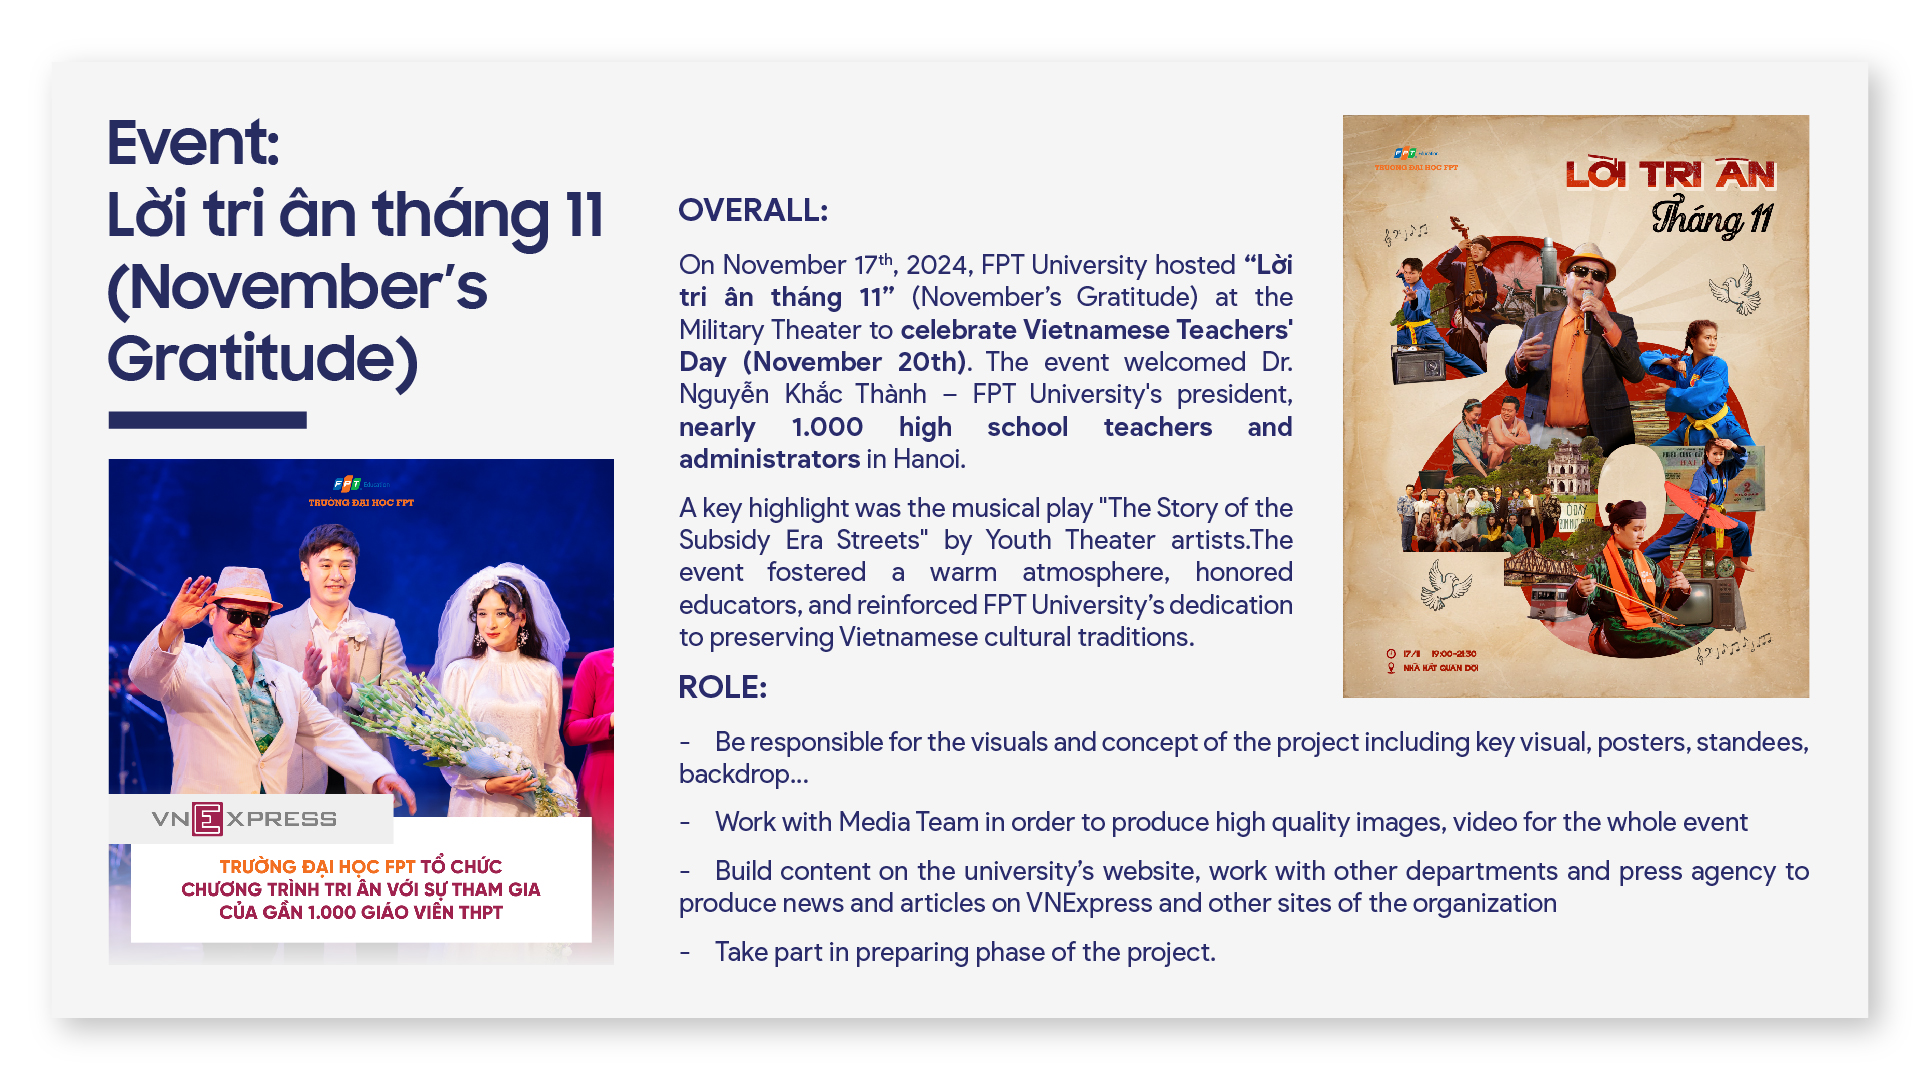 Event:
Lời tri ân tháng 11
(November’s
Gratitude)
FPT Education
TRƯỜNG ĐẠI HỌC FPT
VNEXPRESS
TRƯỜNG ĐẠI HỌC FPT TỔ CHỨC
CHƯƠNG TRÌNH TRI ÂN VỚI SỰ THAM GIA
CỦA GẦN 1.000 GIÁO VIÊN THPT
OVERALL:
On November 17th, 2024, FPT University hosted “Lời
tri ân tháng 11” (November’s Gratitude) at the
Military Theater to celebrate Vietnamese Teachers'
Day (November 20th). The event welcomed Dr.
Nguyễn Khắc Thành – FPT University's president,
nearly 1.000 high school teachers and
administrators in Hanoi.
A key highlight was the musical play "The Story of the
Subsidy Era Streets" by Youth Theater artists.The
event fostered a warm atmosphere, honored
educators, and reinforced FPT University’s dedication
to preserving Vietnamese cultural traditions.
ROLE:
- Be responsible for the visuals and concept of the project including key visual, posters, standees,
backdrop...
- Work with Media Team in order to produce high quality images, video for the whole event
- Build content on the university’s website, work with other departments and press agency to
produce news and articles on VNExpress and other sites of the organization
- Take part in preparing phase of the project.
FPT Education
TRƯỜNG ĐẠI HỌC FPT
LỜI TRI ÂN
Tháng 11
20
Ở ĐÂY
17/11 19:00-21:30
NHÀ HÁT QUÂN ĐỘI